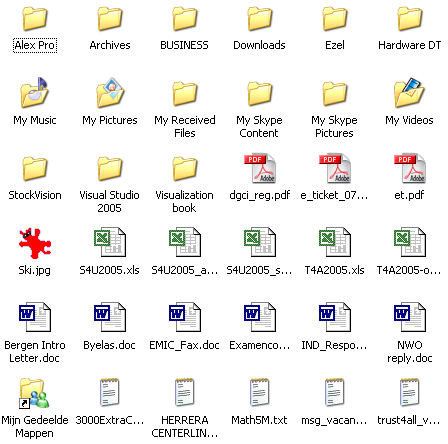 Alex Pro
Archives
BUSINESS
Downloads
Ezel
Hardware DT
My Music
My Pictures
My Received
Files
My Skype
Content
My Skype
Pictures
My Videos
StockVision
Visual Studio
2005
Visualization
book
dgci_reg.pdf
e_ticket_07...
et.pdf
Ski.jpg
S4U2005.xls
S4U2005_a...
S4U2005_s...
T4A2005.xls
T4A2005-o...
Bergen Intro
Letter.doc
Byelas.doc
EMIC_Fax.doc
Examenco...
IND_Respo...
NWO
reply.doc
Mijn Gedeelde
Mappen
3000ExtraC...
HERRERA
CENTERLIN...
Math5M.txt
msg_vacan...
trust4all_v...